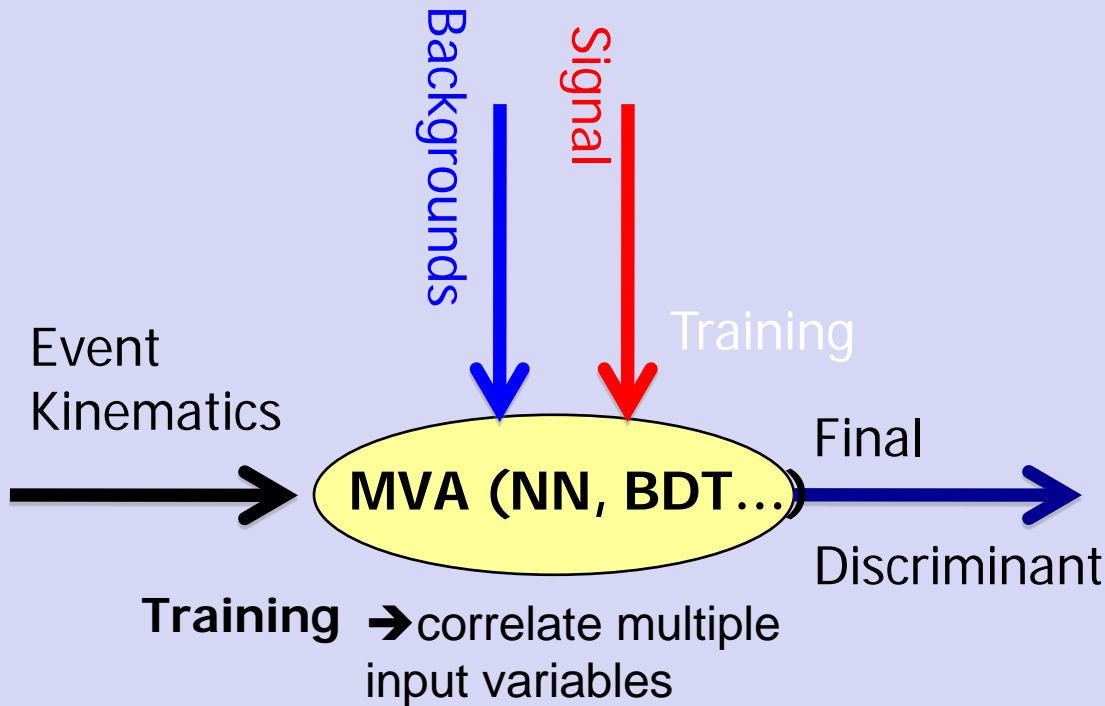 Backgrounds
Signal
Training
Event
Kinematics
MVA (NN, BDT...)
Final
Discriminant
Training ➔correlate multiple
input variables